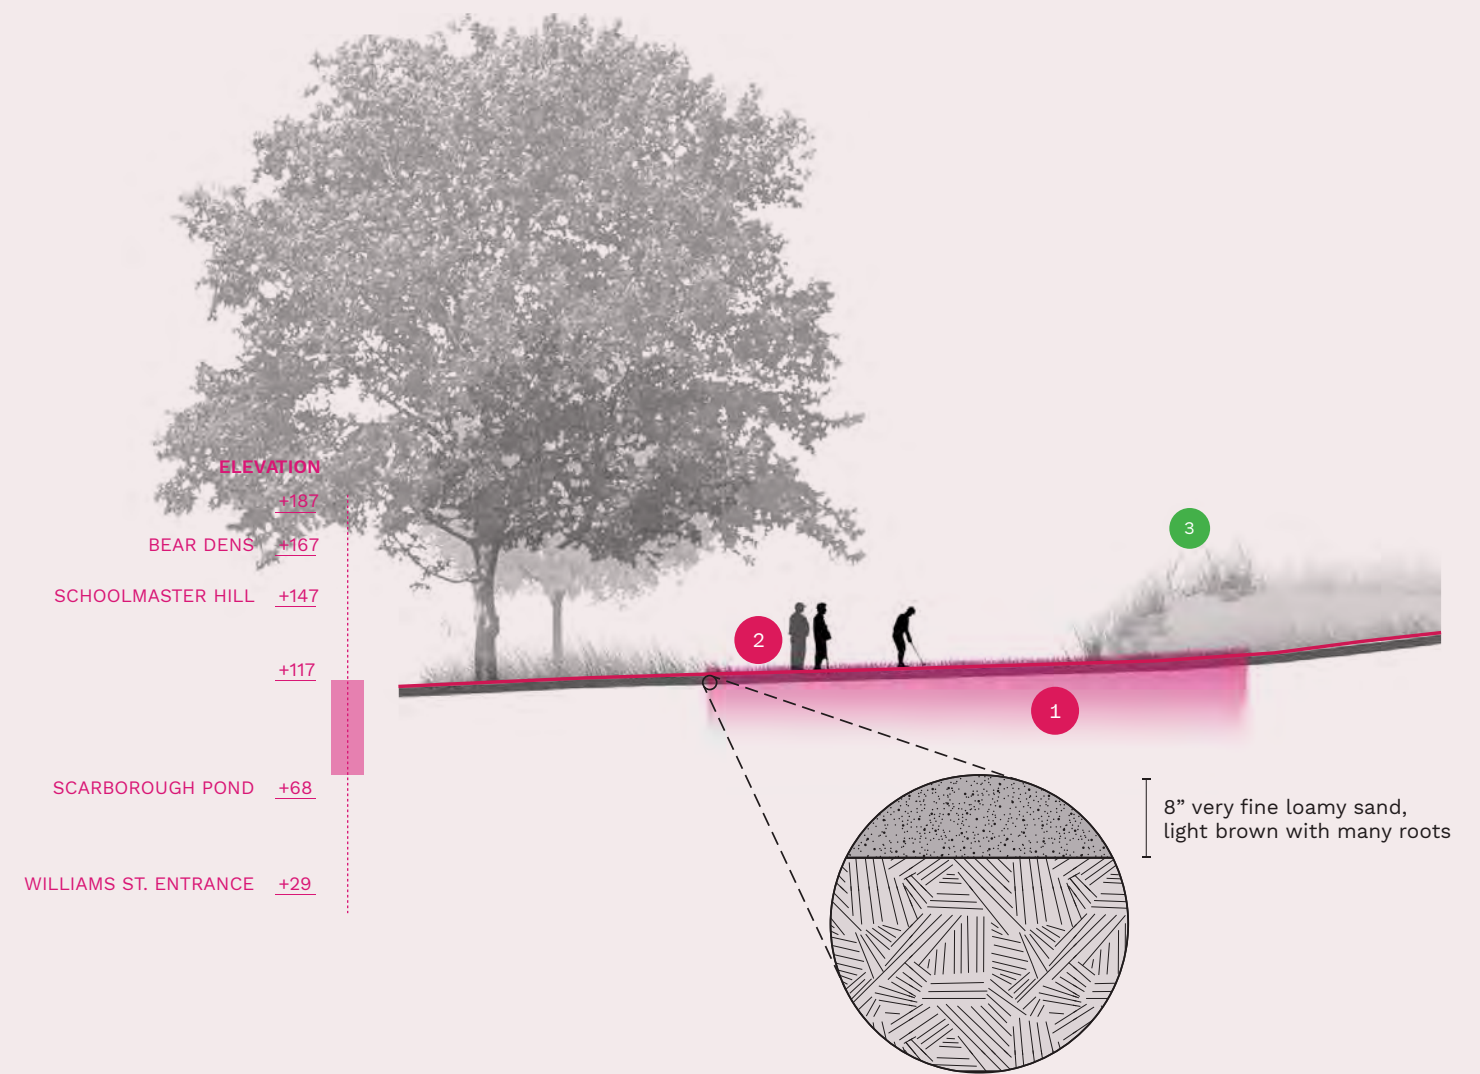 ELEVATION
+187
BEAR DENS +167
SCHOOLMASTER HILL +147
3
2
+117
1
SCARBOROUGH POND +68
8” very fine loamy sand,
light brown with many roots
WILLIAMS ST. ENTRANCE +29